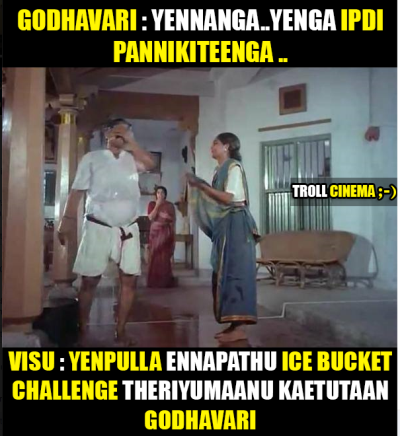 GODHAVARI : YENNANGA..YENGA IPDI
PANNIKITEENGA ..
TROLL CINEMA ;-)
VISU : YENPULLA ENNAPATHU ICE BUCKET
CHALLENGE THERIYUMAANU KAETUTAAN
GODHAVARI